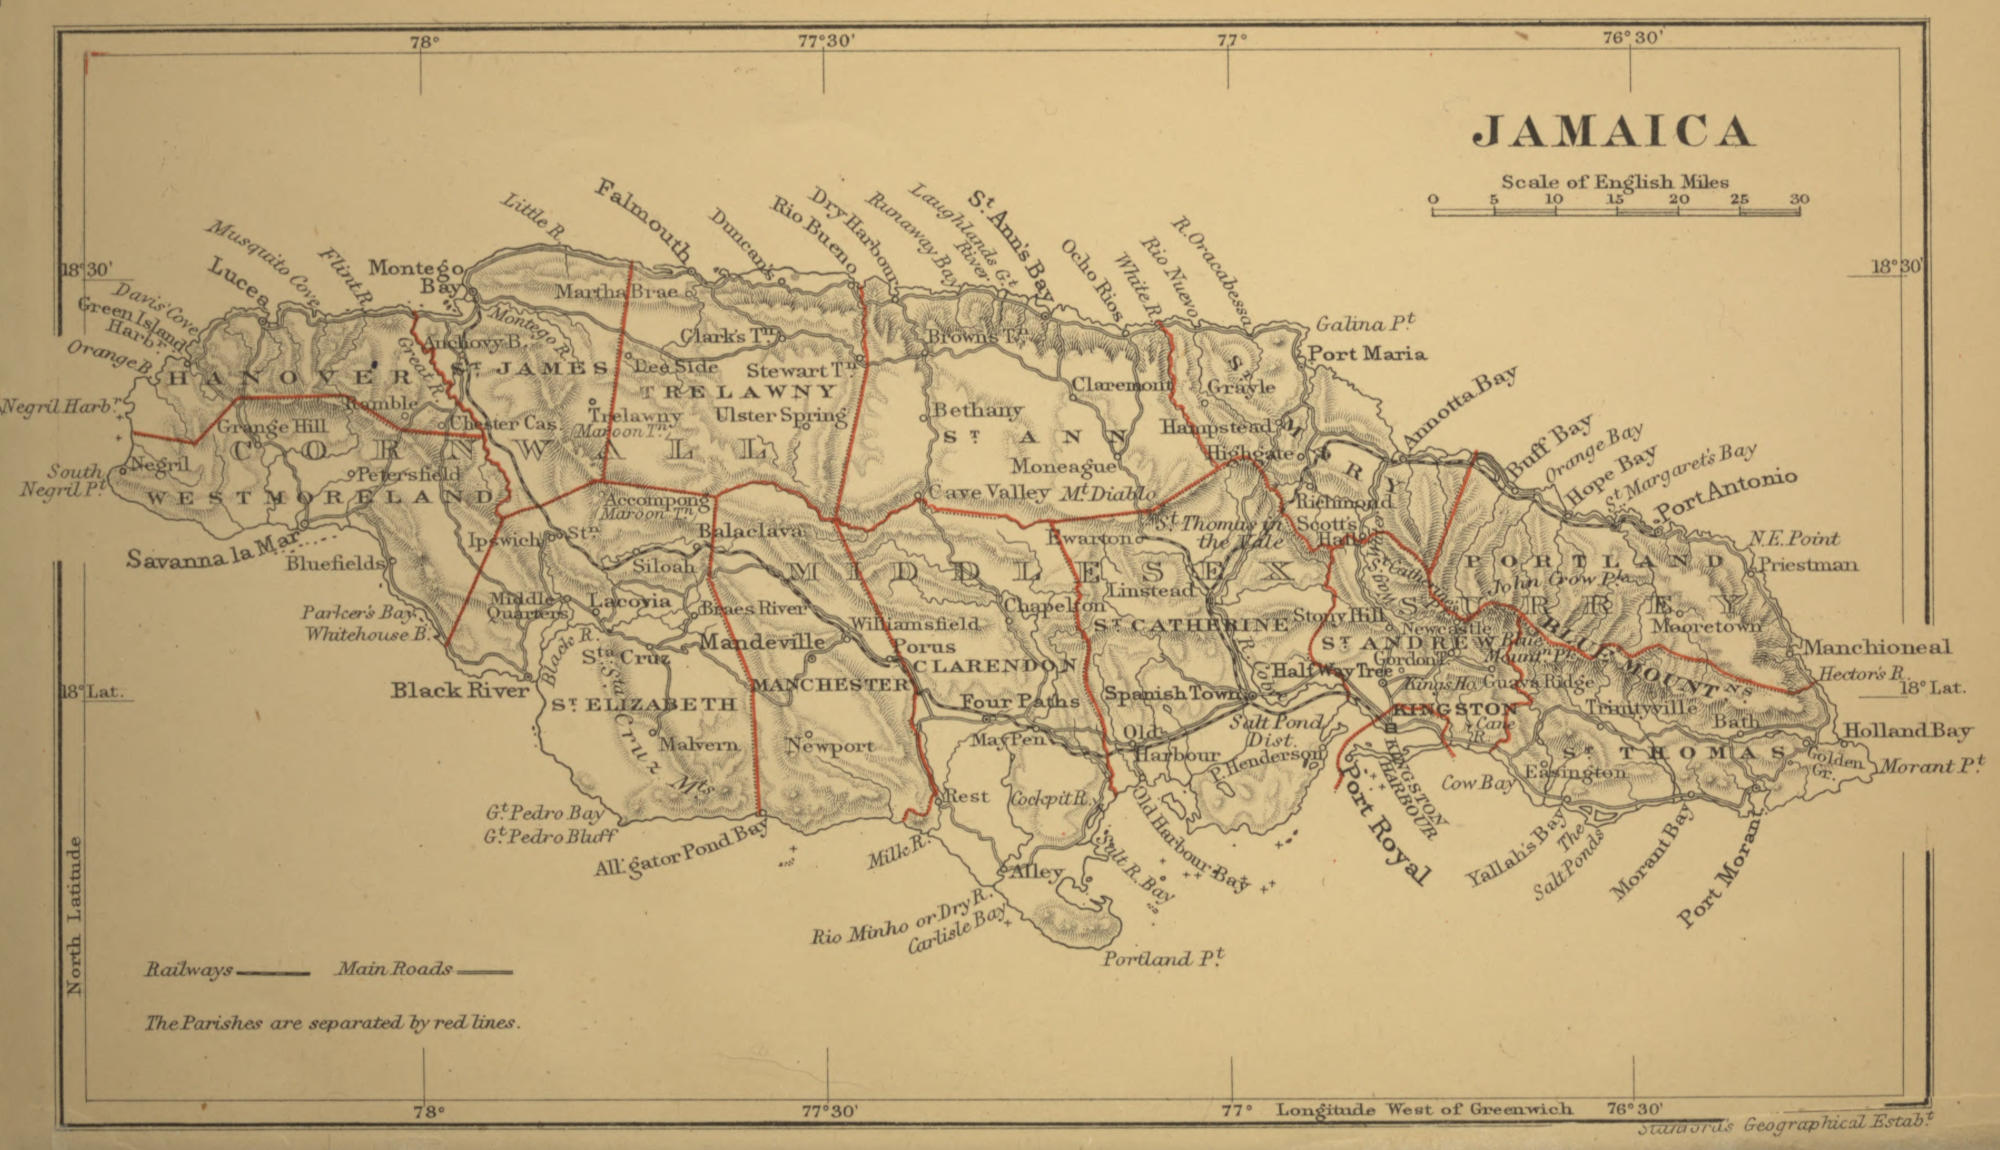 78°
77°30'
77°
76°30'
JAMAICA
Scale of English Miles
0 5 10 15 20 25 30
18°30'
18°30'
Little R.
Falmouth
Duncan's
Rio Bueno
Dry Harbour
Runaway Bay
Laughlands Gt.
River
St. Ann's Bay
Ocho Rios
White R.
Rio Nuevo
R. Oracabessa
Galina Pt.
Port Maria
Musquito Cove
Lucea
Flint R.
Montego
Bay
Davis' Cove
Green Island
Harbr.
Orange B.
Negril Harbr.
South
Negril Pt.
HANOVER
Great R.
Anchovy B.
Montego R.
Martha Brae
ST. JAMES
Dee Side
Clark's Tn.
Stewart Tn.
TRELAWNY
Trelawny
Maroon Tn.
Ulster Spring
Brown's Tn.
Claremont
Bethany
ST. ANN
Moneague
Mt. Diablo
Cave Valley
ST. MARY
Grayle
Hampstead
Highgate
Richmond
Scott's
Hall
Annotta Bay
Buff Bay
Orange Bay
Hope Bay
St. Margaret's Bay
Port Antonio
N.E. Point
Priestman
Ramble
Chester Cas.
Grange Hill
CORNWALL
Negril
Petersfield
WESTMORELAND
Savanna la Mar
Bluefields
Parker's Bay
Whitehouse B.
Accompong
Maroon Tn.
Ipswich Stn.
Balaclava
Siloah
MIDDLESEX
Middle
Quarters
Lacovia
Braes River
Williamsfield
Mandeville
Porus
Ewarton
St. Thomas in
the Vale
Linstead
Chapelton
ST. CATHERINE
CLARENDON
Stony Hill
PORTLAND
John Crow Pk.
SURREY
Mooretown
BLUE MOUNTNS.
Newcastle
ST. ANDREW
Blue
Mountn. Pk.
Gordon T.
Half Way Tree
Kings Ho.
Guava Ridge
KINGSTON
Manchioneal
Hector's R.
18° Lat.
18° Lat.
Black R.
Sta. Cruz
Black River
ST. ELIZABETH
Sta. Cruz Mts.
Malvern
MANCHESTER
Newport
Four Paths
May Pen
Spanish Town
R. Cobre
Old
Harbour
Salt Pond
Dist.
P. Henderson
Cane
R.
Trinityville
Bath
ST. THOMAS
Easington
Golden
Gr.
Holland Bay
Morant Pt.
Cow Bay
KINGSTON
HARBOUR
Port Royal
Yallah's Bay
The
Salt Ponds
Morant Bay
Port Morant
Gt. Pedro Bay
Gt. Pedro Bluff
Alligator Pond Bay
Milk R.
Rest
Cockpit R.
Alley
Salt R. Bay
Old Harbour Bay
Rio Minho or Dry R.
Carlisle Bay
Portland Pt.
North Latitude
Railways
Main Roads
The Parishes are separated by red lines.
78°
77°30'
77°
Longitude West of Greenwich
76°30'
Stanford's Geographical Estabt.